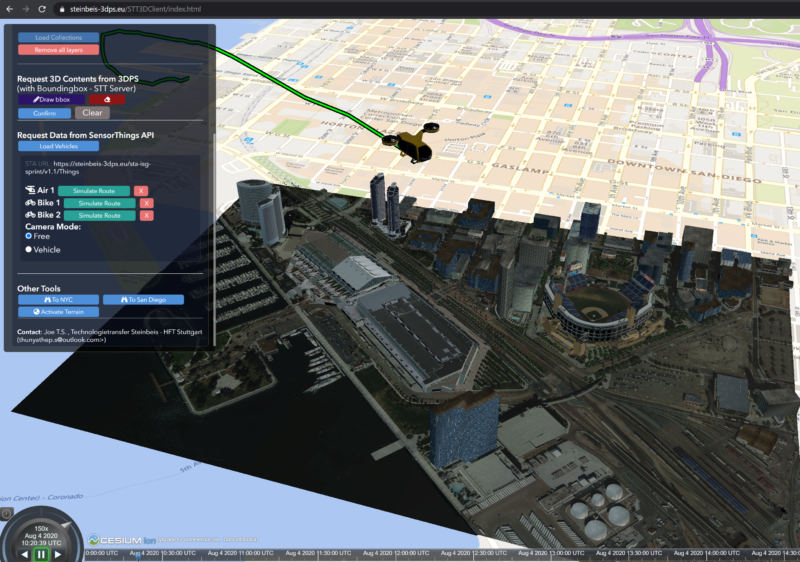 steinbeis-3dps.eu/STT3DClient/index.html
Load Collections
Remove all layers
Request 3D Contents from 3DPS
(with Boundingbox - STT Server)
Draw bbox
Confirm
Clear
Request Data from SensorThings API
Load Vehicles
STA URL: https://steinbeis-3dps.eu/sta-isg-
sprint/v1.1/Things
Air 1 Simulate Route X
Bike 1 Simulate Route X
Bike 2 Simulate Route X
Camera Mode:
Free
Vehicle
Other Tools
To NYC To San Diego
Activate Terrain
Contact: Joe T.S. , Technologietransfer Steinbeis - HFT Stuttgart
(thunyathep.s@outlook.com>)
GASLAMP
DOWNTOWN SAN DIEGO
5th Av
ion Center) - Coronado
150x
Aug 4 2020
10:20:39 UTC
CESIUM ion
0:00:00 UTC
Aug 4 2020 10:30:00 UTC
Aug 4 2020 11:00:00 UTC
Aug 4 2020 11:30:00 UTC
Aug 4 2020 12:00:00 UTC
Aug 4 2020 12:30:00 UTC
Aug 4 2020 13:00:00 UTC
Aug 4 2020 13:30:00 UTC
Aug 4 2020 14:00:00 UTC
Aug 4 2020 14:30:0